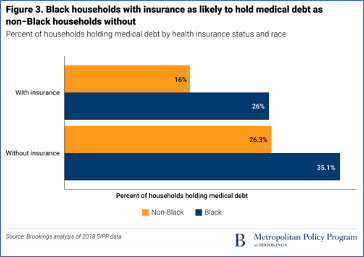 Figure 3. Black households with insurance as likely to hold medical debt as
non-Black households without
Percent of households holding medical debt by health insurance status and race
With insurance
16%
26%
Without insurance
26.3%
35.1%
Percent of households holding medical debt
Non-Black Black
Source: Brookings analysis of 2018 SIPP data
B Metropolitan Policy Program
at BROOKINGS